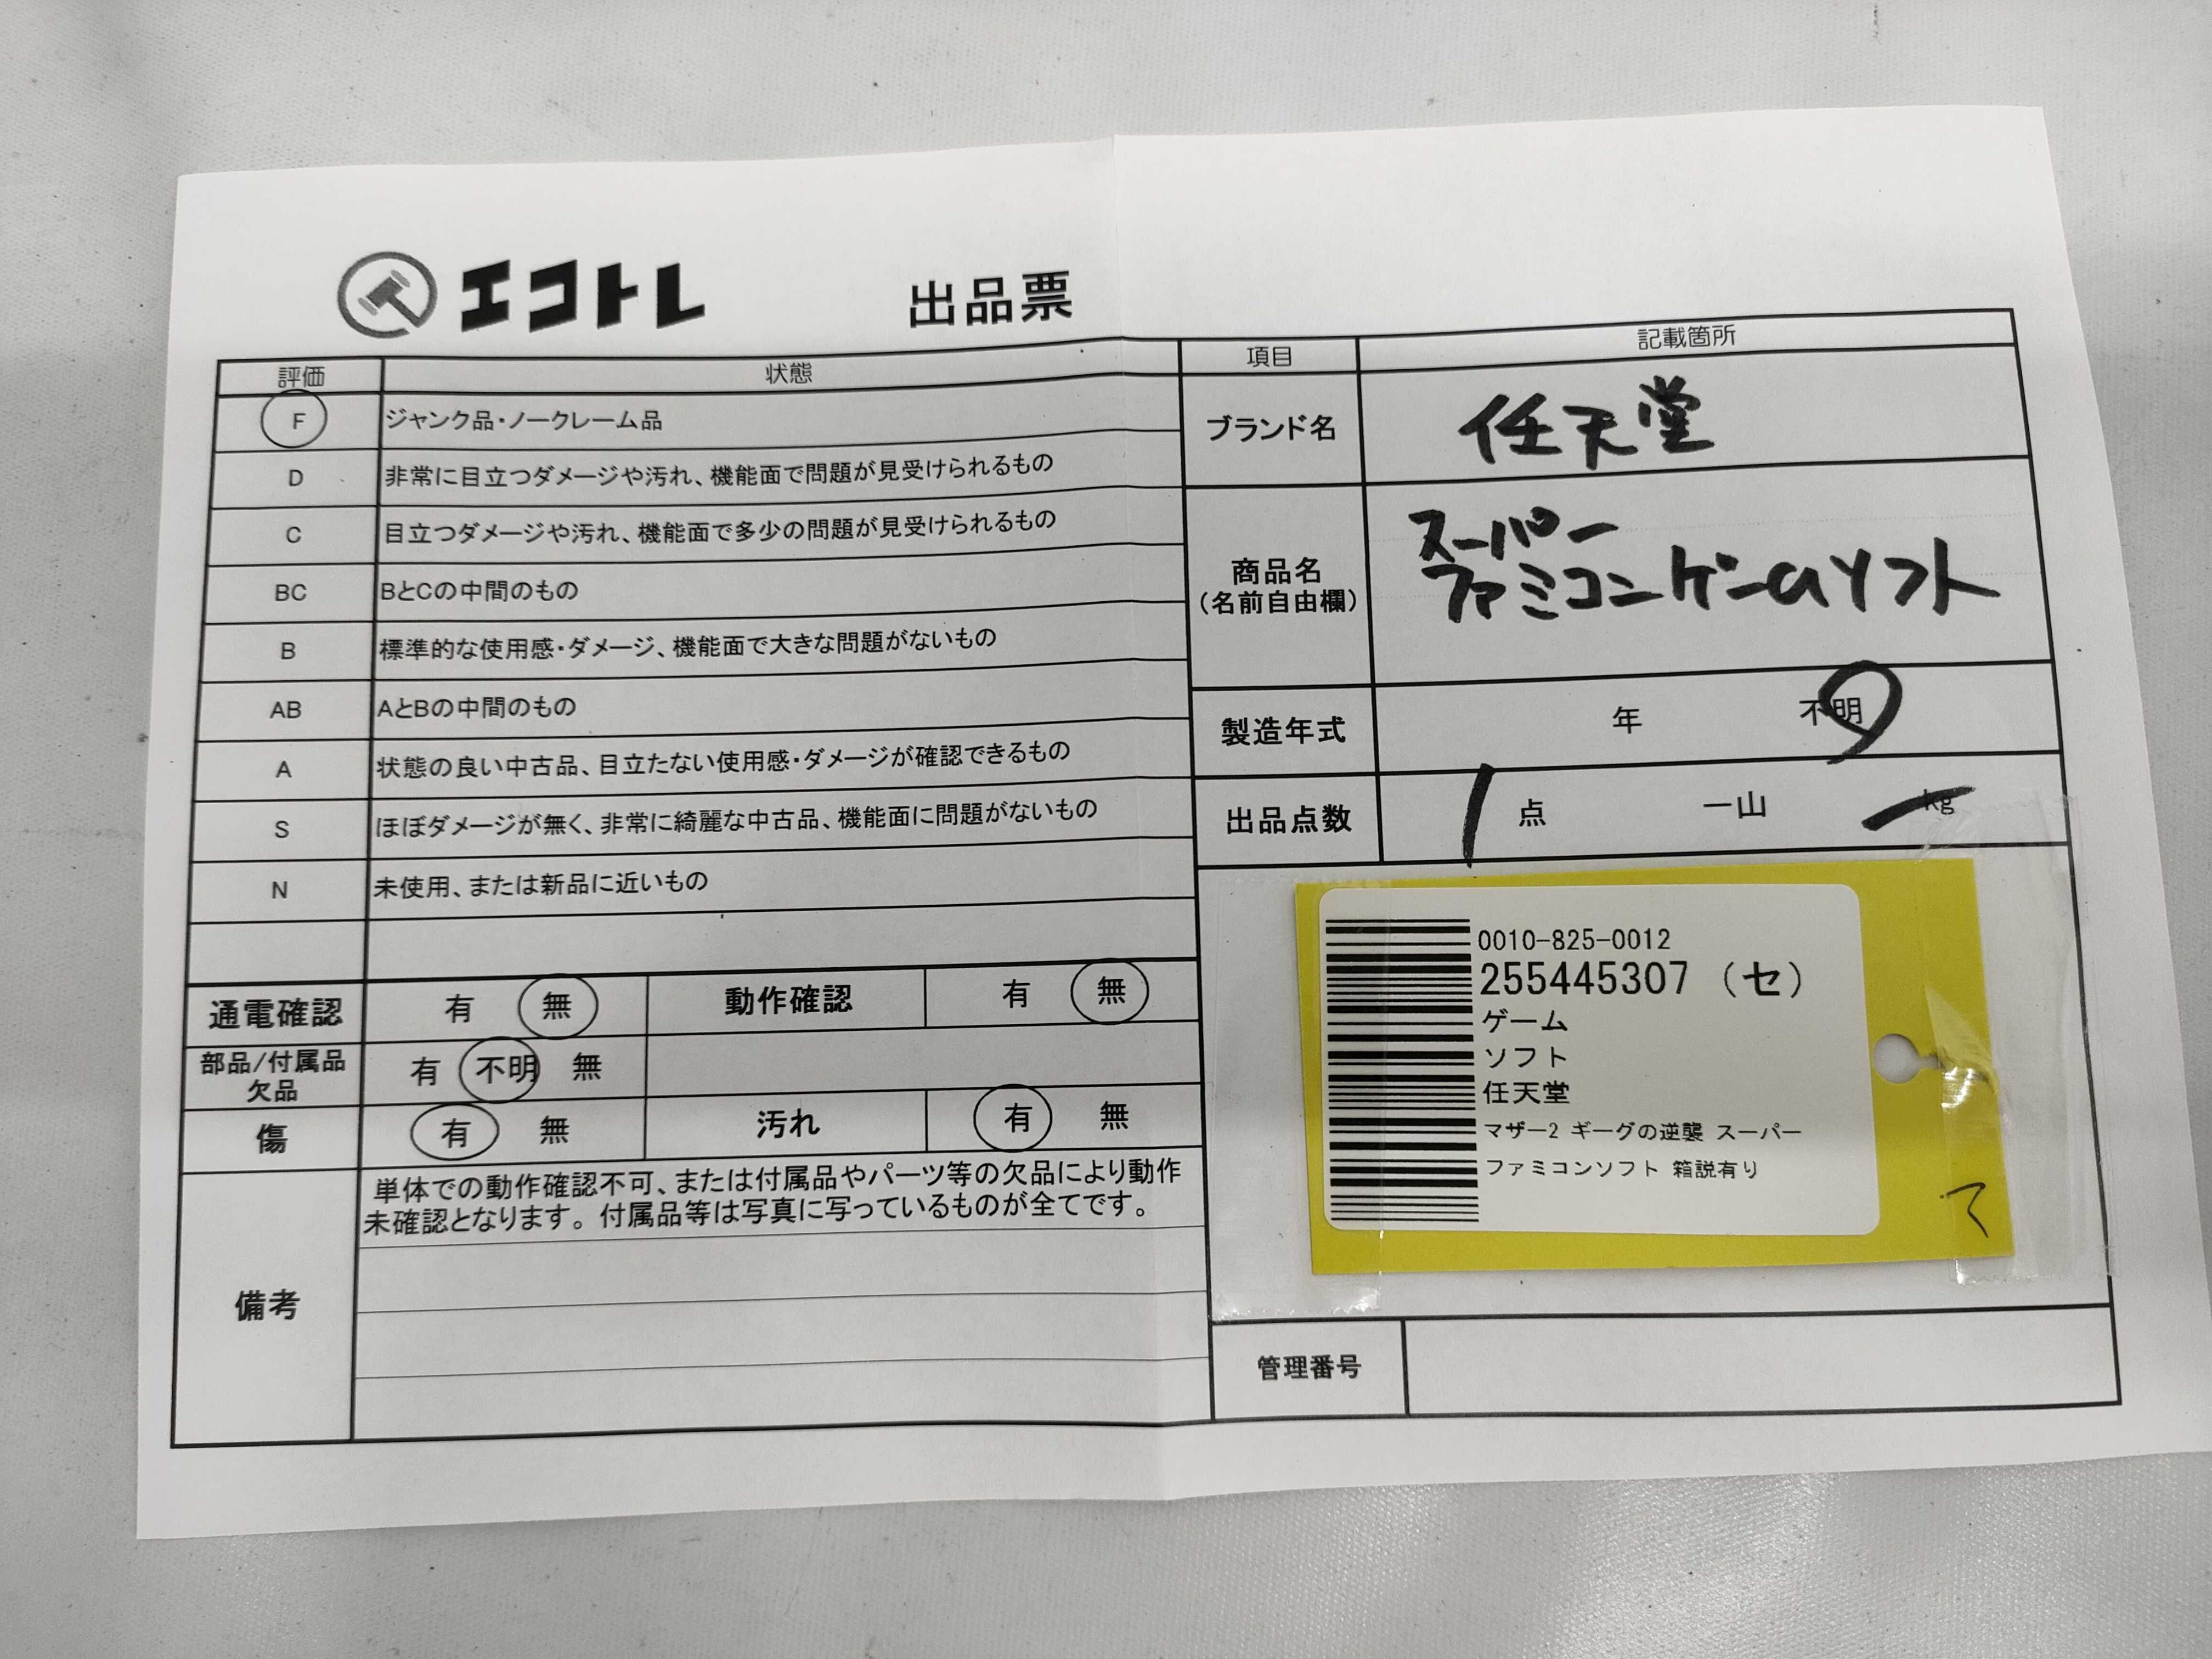 エコトレ 出品票
評価 状態
F ジャンク品・ノークレーム品
D 非常に目立つダメージや汚れ、機能面で問題が見受けられるもの
C 目立つダメージや汚れ、機能面で多少の問題が見受けられるもの
BC BとCの中間のもの
B 標準的な使用感・ダメージ、機能面で大きな問題がないもの
AB AとBの中間のもの
A 状態の良い中古品、目立たない使用感・ダメージが確認できるもの
S ほぼダメージが無く、非常に綺麗な中古品、機能面に問題がないもの
N 未使用、または新品に近いもの
通電確認 有 無 動作確認 有 無
部品/付属品
欠品
有 不明 無
傷 有 無 汚れ 有 無
備考
単体での動作確認不可、または付属品やパーツ等の欠品により動作
未確認となります。付属品等は写真に写っているものが全てです。
項目 記載箇所
ブランド名 任天堂
商品名
(名前自由欄)
スーパー
ファミコンゲームソフト
製造年式 年 不明
出品点数 1 点 一山 kg
0010-825-0012
255445307 (セ)
ゲーム
ソフト
任天堂
マザー2 ギーグの逆襲 スーパー
ファミコンソフト 箱説有り
管理番号